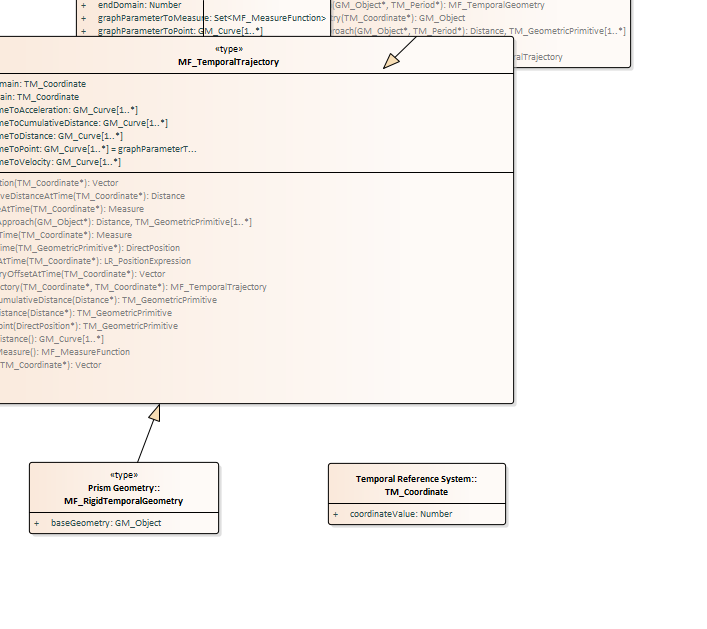 + endDomain: Number
+ graphParameterToMeasure: Set<MF_MeasureFunction>
+ graphParameterToPoint: GM_Curve[1..*]
(GM_Object*, TM_Period*): MF_TemporalGeometry
ry(TM_Coordinate*): GM_Object
roach(GM_Object*, TM_Period*): Distance, TM_GeometricPrimitive[1..*]
ralTrajectory
«type»
MF_TemporalTrajectory
main: TM_Coordinate
ain: TM_Coordinate
meToAcceleration: GM_Curve[1..*]
meToCumulativeDistance: GM_Curve[1..*]
meToDistance: GM_Curve[1..*]
meToPoint: GM_Curve[1..*] = graphParameterT...
meToVelocity: GM_Curve[1..*]
tion(TM_Coordinate*): Vector
veDistanceAtTime(TM_Coordinate*): Distance
eAtTime(TM_Coordinate*): Measure
Approach(GM_Object*): Distance, TM_GeometricPrimitive[1..*]
Time(TM_Coordinate*): Measure
ime(TM_GeometricPrimitive*): DirectPosition
AtTime(TM_Coordinate*): LR_PositionExpression
ryOffsetAtTime(TM_Coordinate*): Vector
ctory(TM_Coordinate*, TM_Coordinate*): MF_TemporalTrajectory
umulativeDistance(Distance*): TM_GeometricPrimitive
istance(Distance*): TM_GeometricPrimitive
oint(DirectPosition*): TM_GeometricPrimitive
istance(): GM_Curve[1..*]
Measure(): MF_MeasureFunction
(TM_Coordinate*): Vector
«type»
Prism Geometry::
MF_RigidTemporalGeometry
+ baseGeometry: GM_Object
Temporal Reference System::
TM_Coordinate
+ coordinateValue: Number